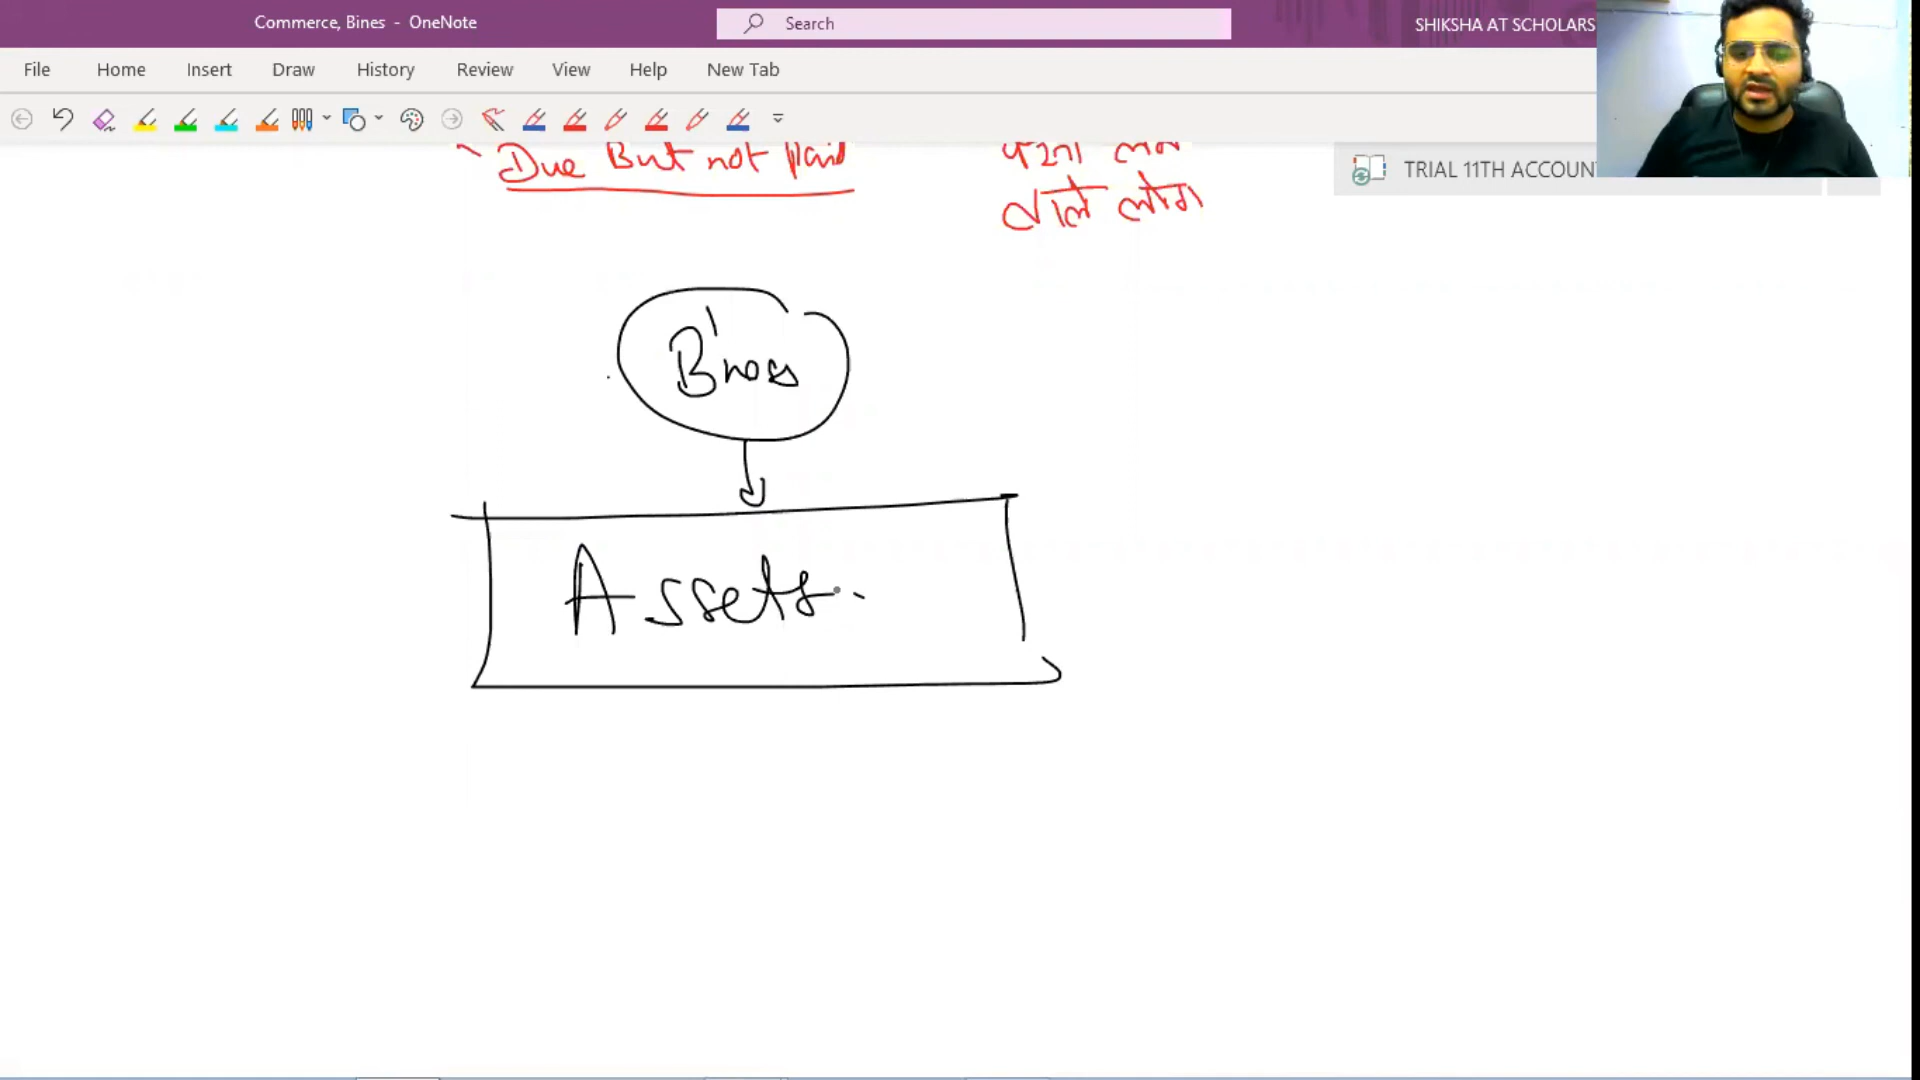 Commerce, Bines - OneNote
Search
SHIKSHA AT SCHOLARS
File Home Insert Draw History Review View Help New Tab
Due But not Paid
TRIAL 11TH ACCOUN
वाले लोग
B'ness
Assets